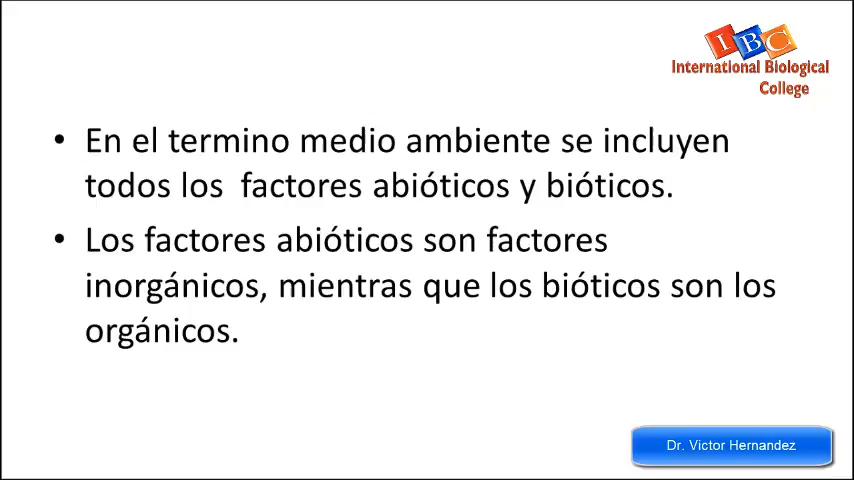 IBC
International Biological
College
• En el termino medio ambiente se incluyen
todos los factores abióticos y bióticos.
• Los factores abióticos son factores
inorgánicos, mientras que los bióticos son los
orgánicos.
Dr. Victor Hernandez